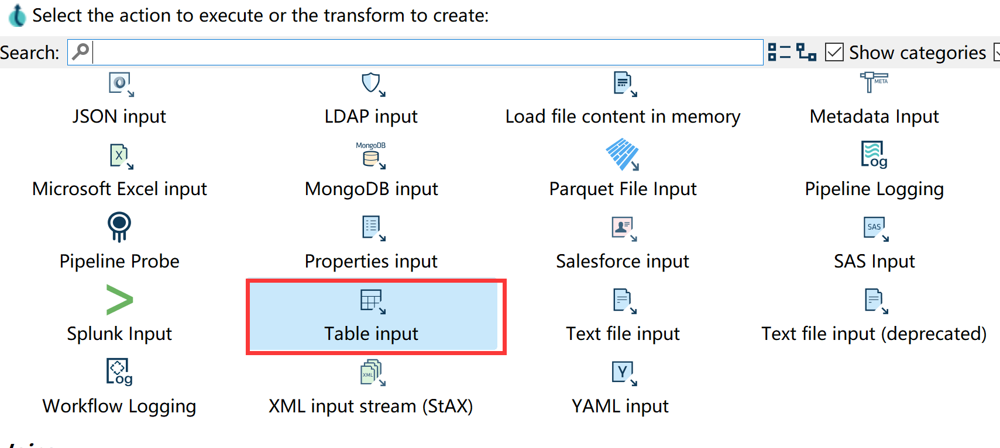 Select the action to execute or the transform to create:
Search: Show categories
JSON input LDAP input Load file content in memory META Metadata Input
Microsoft Excel input MongoDB MongoDB input Parquet File Input Log Pipeline Logging
Pipeline Probe Properties input Salesforce input SAS SAS Input
Splunk Input Table input Text file input Text file input (deprecated)
Log Workflow Logging XML XML input stream (StAX) Y YAML input